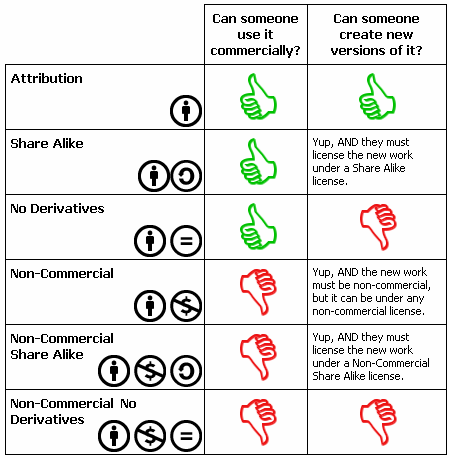 Can someone
use it
commercially?
Can someone
create new
versions of it?
Attribution
Share Alike
Yup, AND they must
license the new work
under a Share Alike
license.
No Derivatives
Non-Commercial
Yup, AND the new work
must be non-commercial,
but it can be under any
non-commercial license.
Non-Commercial
Share Alike
Yup, AND they must
license the new work
under a Non-Commercial
Share Alike license.
Non-Commercial No
Derivatives